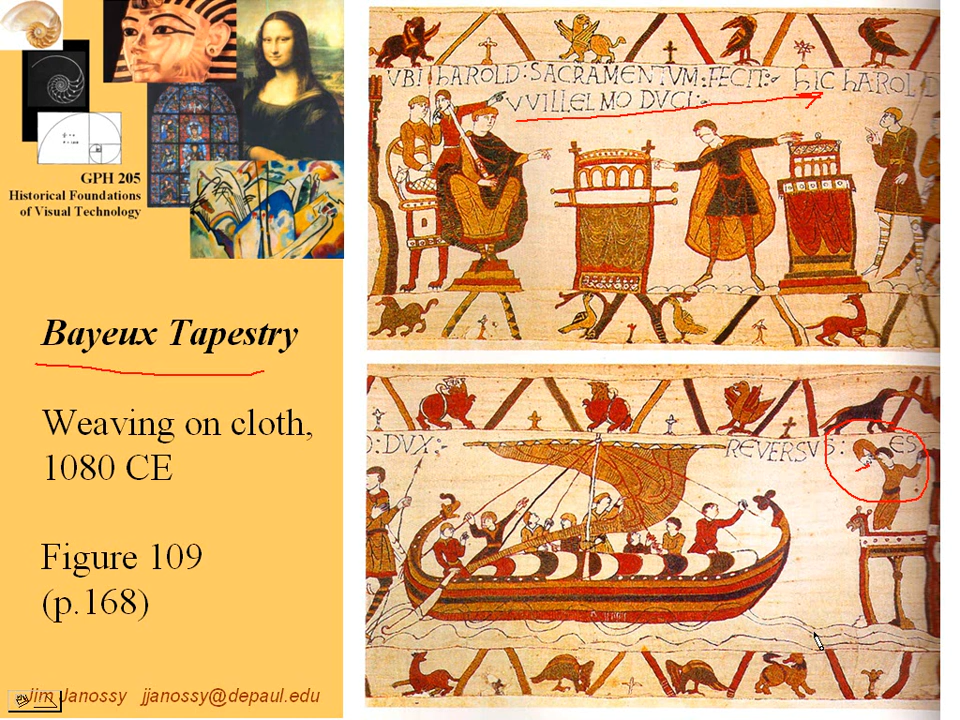 GPH 205
Historical Foundations
of Visual Technology
Bayeux Tapestry
Weaving on cloth,
1080 CE
Figure 109
(p.168)
Jim Janossy jjanossy@depaul.edu
VBI hAROLD: SACRAMENTVM: FECIT:- hIC hAROLD
VVILLELMO DVCI:-
D: DVX:
REVERSVS: ES